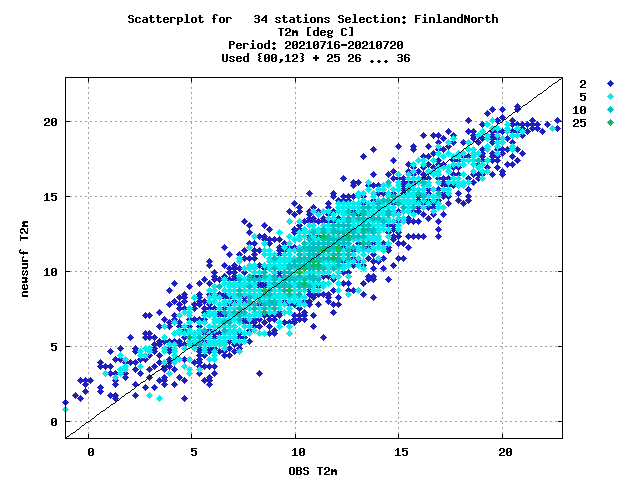 Scatterplot for   34 stations Selection: FinlandNorth
T2m [deg C]
Period: 20210716-20210720
Used {00,12} + 25 26 ... 36
2
5
10
25
20
15
10
5
0
newsurf T2m
0 5 10 15 20
OBS T2m